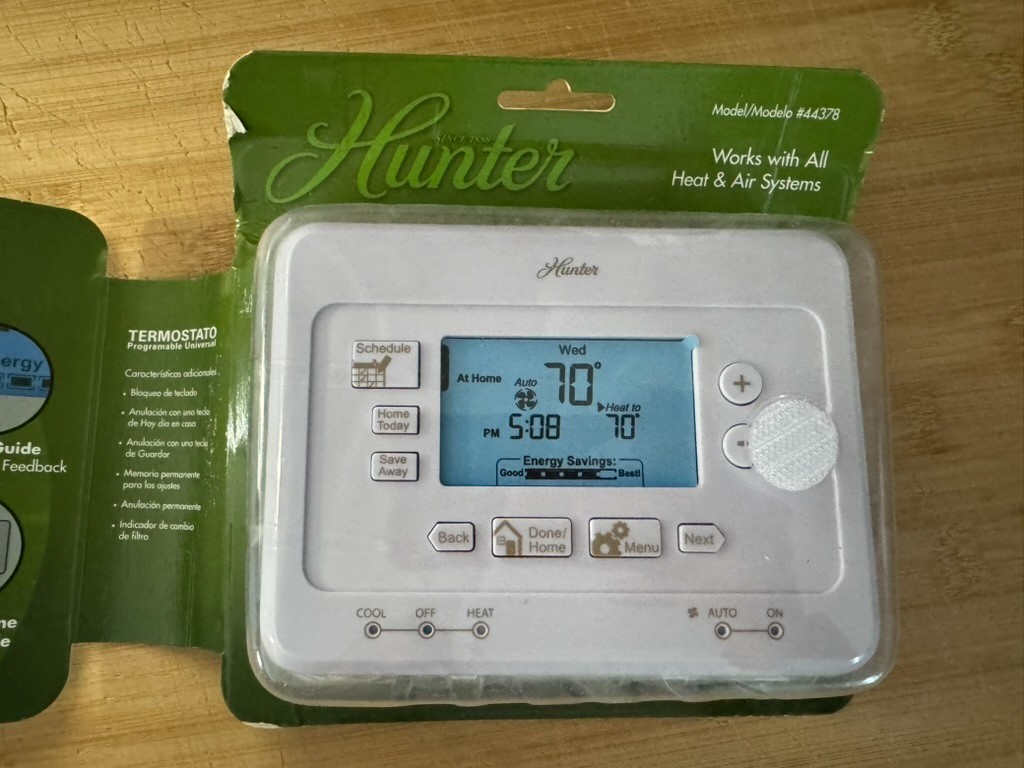 Hunter
SINCE 1886
Model/Modelo #44378
Works with All
Heat & Air Systems
ergy
Guide
Feedback
TERMOSTATO
Programable Universal
Características adicionales
• Bloqueo de teclado
• Anulación con una tecla
de Hoy día en casa
• Anulación con una tecla
de Guardar
• Memoria permanente
para los ajustes
• Anulación permanente
• Indicador de cambio
de filtro
Hunter
Schedule
Home
Today
Save
Away
Wed
At Home
Auto
70°
Heat to
PM 5:08
70°
Energy Savings:
Good
Best!
+
Back
Done/
Home
Menu
Next
COOL OFF HEAT
AUTO ON